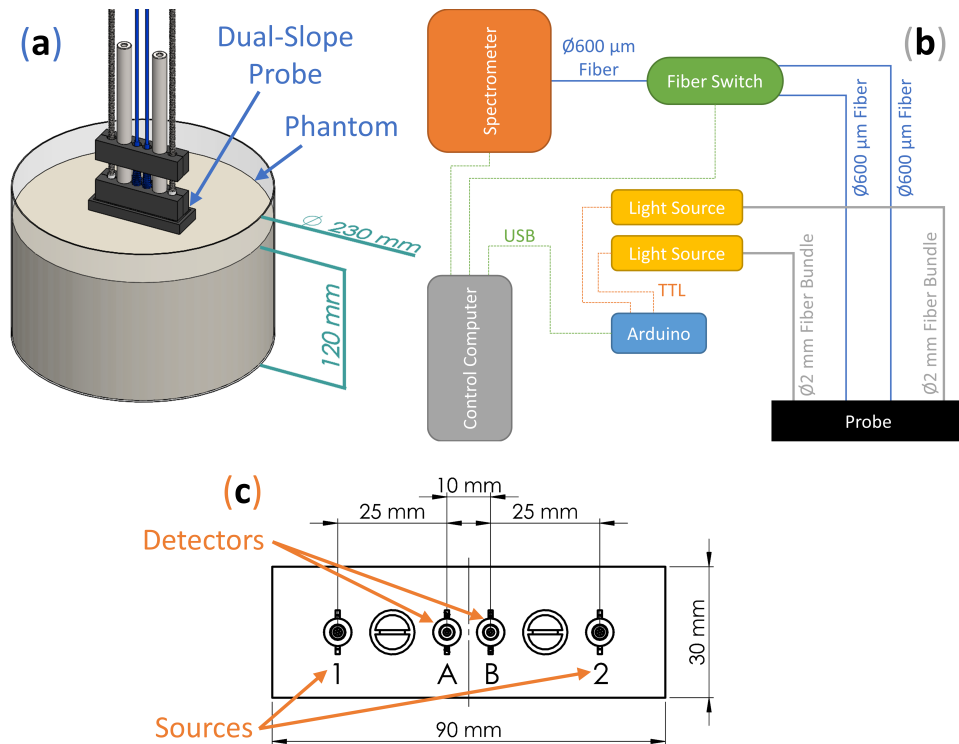 (a)
Dual-Slope
Probe
Phantom
Ø 230 mm
120 mm
(b)
Spectrometer
Ø600 µm
Fiber
Fiber Switch
Ø600 µm Fiber
Ø600 µm Fiber
Light Source
Light Source
USB
TTL
Arduino
Control Computer
Ø2 mm Fiber Bundle
Ø2 mm Fiber Bundle
Probe
(c)
10 mm
25 mm
25 mm
Detectors
1
A
B
2
30 mm
Sources
90 mm